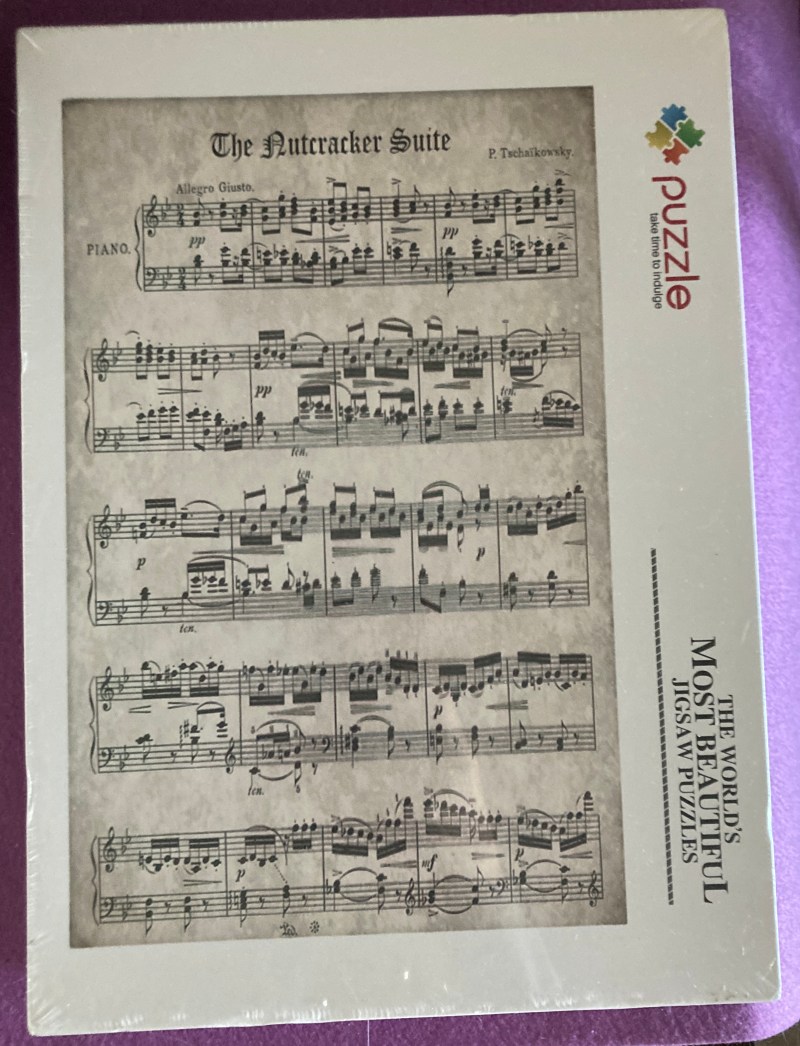 The Nutcracker Suite
P. Tschaïkowsky.
Allegro Giusto.
PIANO.
pp
pp
pp
ten.
ten.
ten.
p
p
ten.
p
ten.
p
mf
p
puzzle
take time to indulge
THE WORLD'S
MOST BEAUTIFUL
JIGSAW PUZZLES